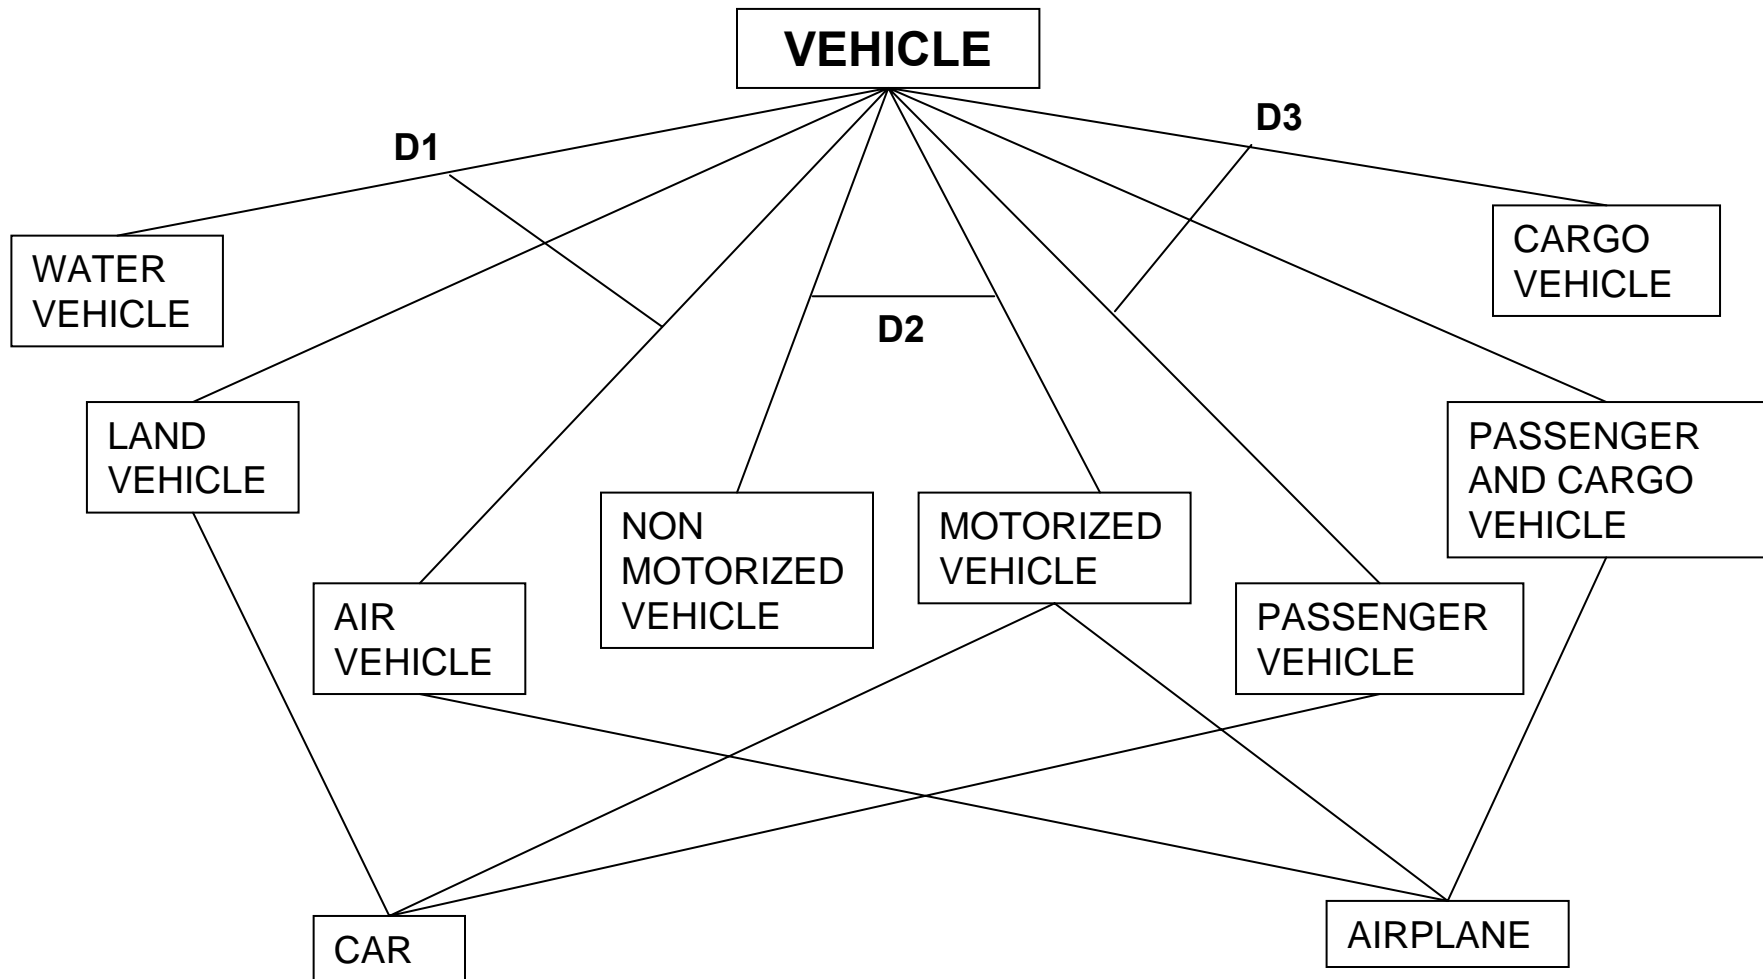 VEHICLE
D1
D3
WATER
VEHICLE
CARGO
VEHICLE
D2
LAND
VEHICLE
PASSENGER
AND CARGO
VEHICLE
NON
MOTORIZED
VEHICLE
MOTORIZED
VEHICLE
AIR
VEHICLE
PASSENGER
VEHICLE
CAR
AIRPLANE